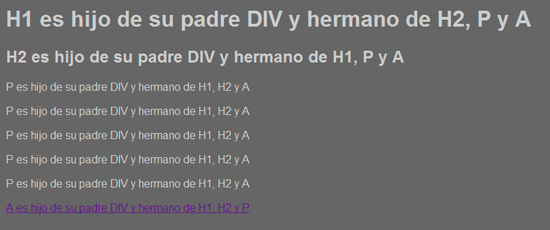 H1 es hijo de su padre DIV y hermano de H2, P y A
H2 es hijo de su padre DIV y hermano de H1, P y A
P es hijo de su padre DIV y hermano de H1, H2 y A
P es hijo de su padre DIV y hermano de H1, H2 y A
P es hijo de su padre DIV y hermano de H1, H2 y A
P es hijo de su padre DIV y hermano de H1, H2 y A
P es hijo de su padre DIV y hermano de H1, H2 y A
A es hijo de su padre DIV y hermano de H1, H2 y P